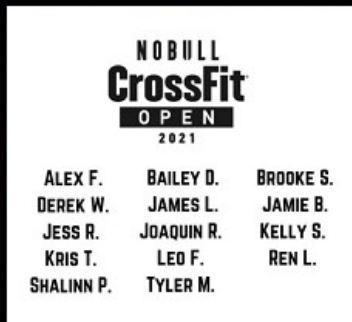 NOBULL
CrossFit
OPEN
2021
ALEX F. BAILEY D. BROOKE S.
DEREK W. JAMES L. JAMIE B.
JESS R. JOAQUIN R. KELLY S.
KRIS T. LEO F. REN L.
SHALINN P. TYLER M.